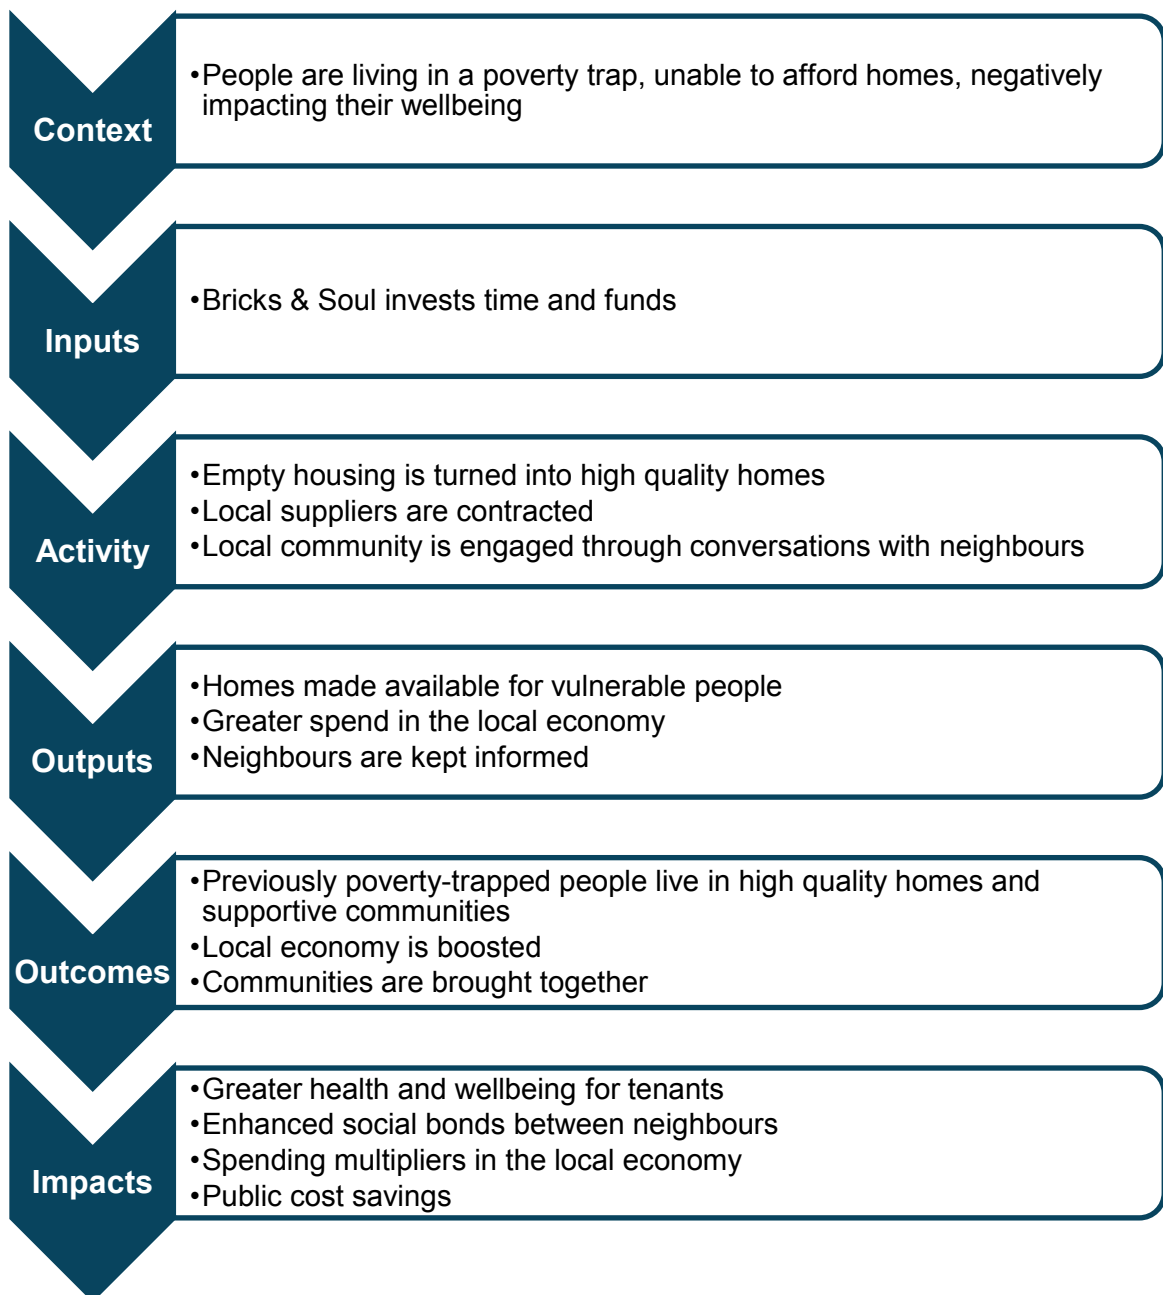 Context
•People are living in a poverty trap, unable to afford homes, negatively
impacting their wellbeing
Inputs
•Bricks & Soul invests time and funds
Activity
•Empty housing is turned into high quality homes
•Local suppliers are contracted
•Local community is engaged through conversations with neighbours
Outputs
•Homes made available for vulnerable people
•Greater spend in the local economy
•Neighbours are kept informed
Outcomes
•Previously poverty-trapped people live in high quality homes and
supportive communities
•Local economy is boosted
•Communities are brought together
Impacts
•Greater health and wellbeing for tenants
•Enhanced social bonds between neighbours
•Spending multipliers in the local economy
•Public cost savings